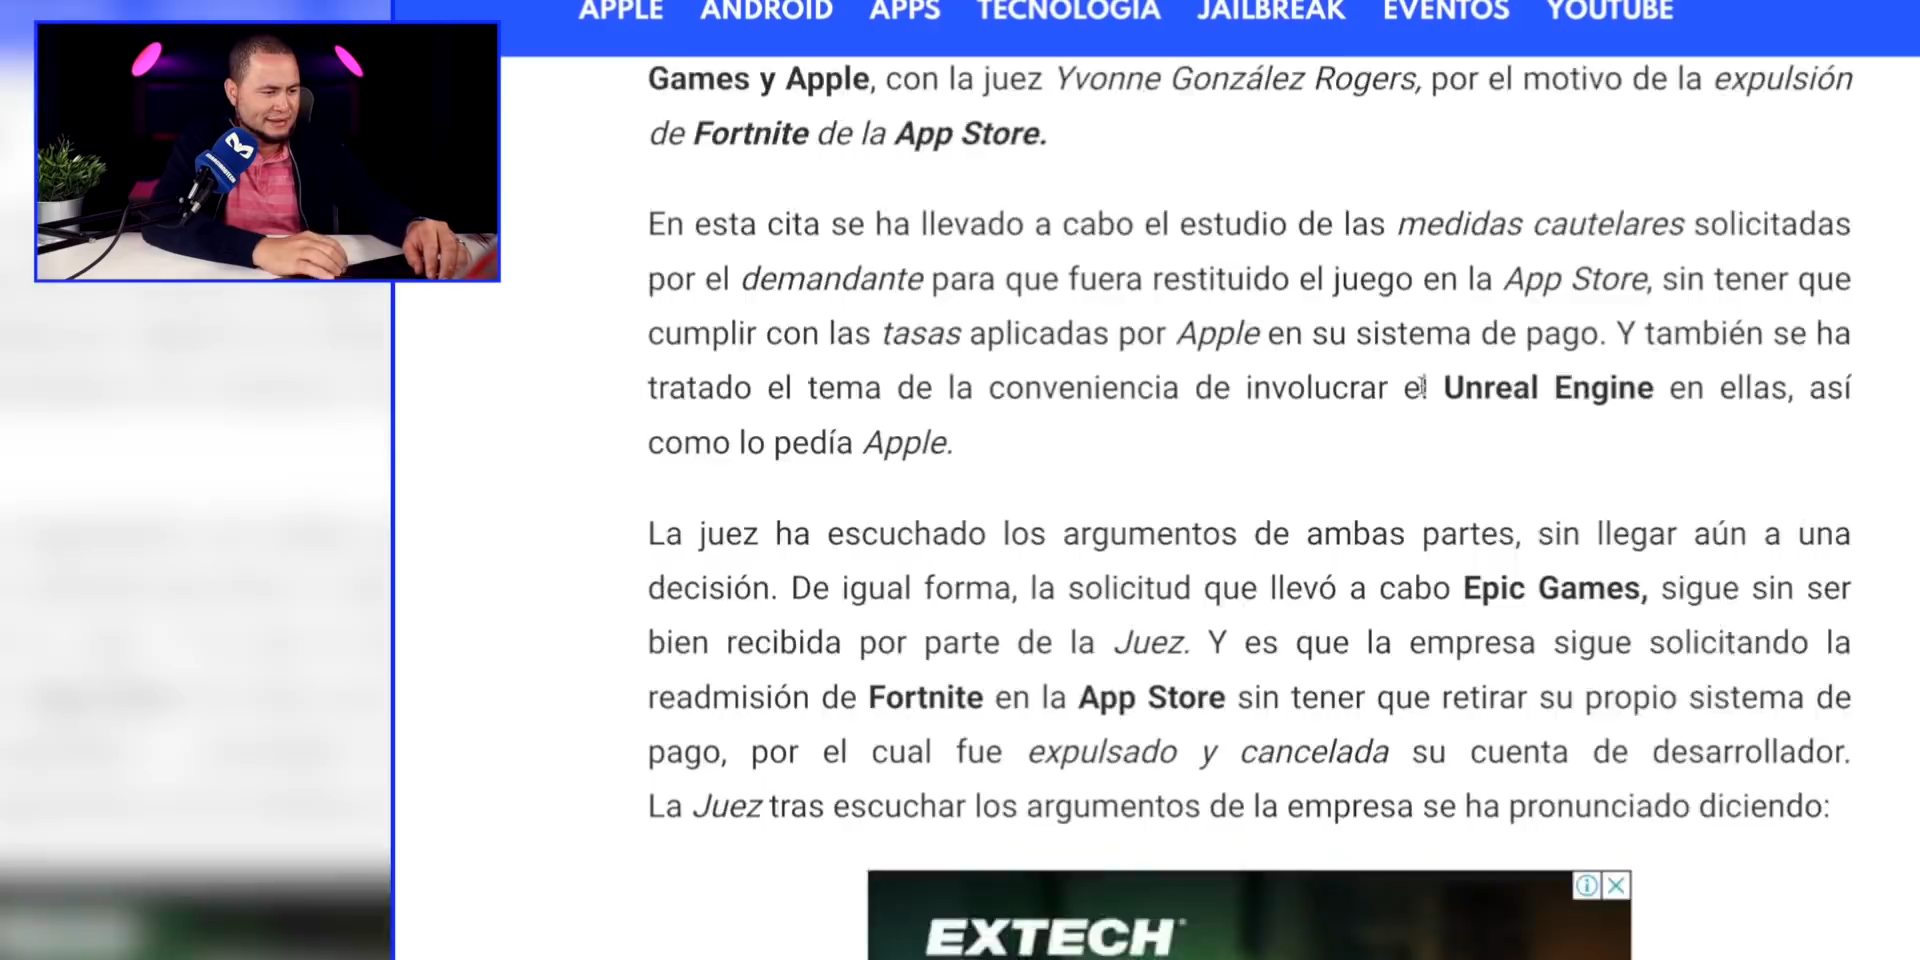 APPLE ANDROID APPS TECNOLOGÍA JAILBREAK EVENTOS YOUTUBE
Games y Apple, con la juez Yvonne González Rogers, por el motivo de la expulsión
de Fortnite de la App Store.
En esta cita se ha llevado a cabo el estudio de las medidas cautelares solicitadas
por el demandante para que fuera restituido el juego en la App Store, sin tener que
cumplir con las tasas aplicadas por Apple en su sistema de pago. Y también se ha
tratado el tema de la conveniencia de involucrar el Unreal Engine en ellas, así
como lo pedía Apple.
La juez ha escuchado los argumentos de ambas partes, sin llegar aún a una
decisión. De igual forma, la solicitud que llevó a cabo Epic Games, sigue sin ser
bien recibida por parte de la Juez. Y es que la empresa sigue solicitando la
readmisión de Fortnite en la App Store sin tener que retirar su propio sistema de
pago, por el cual fue expulsado y cancelada su cuenta de desarrollador.
La Juez tras escuchar los argumentos de la empresa se ha pronunciado diciendo:
EXTECH